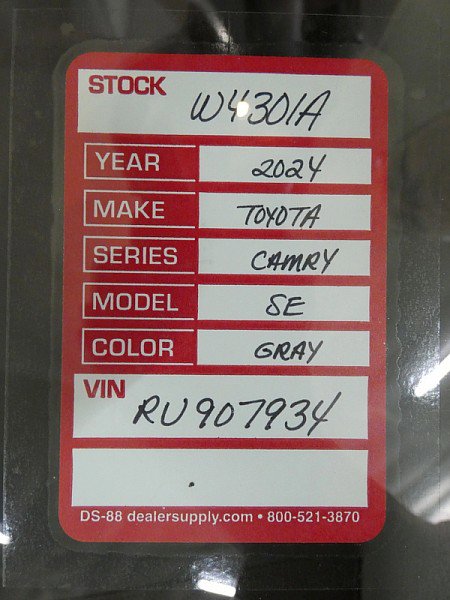 STOCK W4301A
YEAR 2024
MAKE TOYOTA
SERIES CAMRY
MODEL SE
COLOR GRAY
VIN RU907934
DS-88 dealersupply.com • 800-521-3870